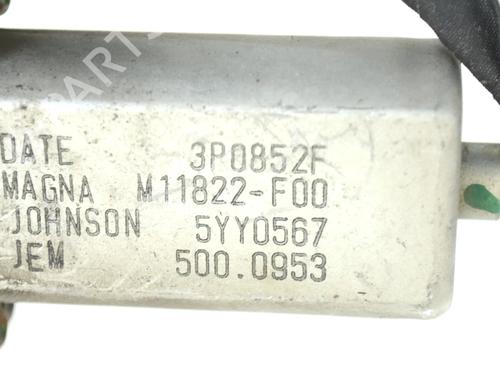 DATE 3P0852F
MAGNA M11822-F00
JOHNSON 5YY0567
JEM 500.0953